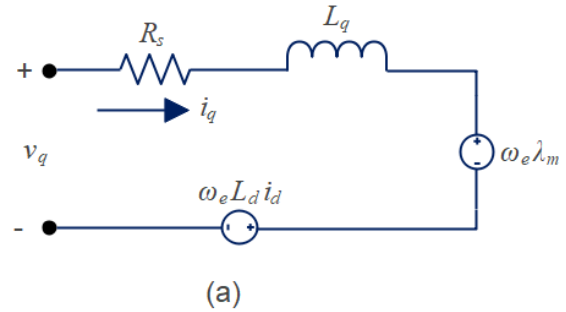 R_s
L_q
+
i_q
v_q
+
-
ω_e λ_m
ω_e L_d i_d
-
- +
(a)